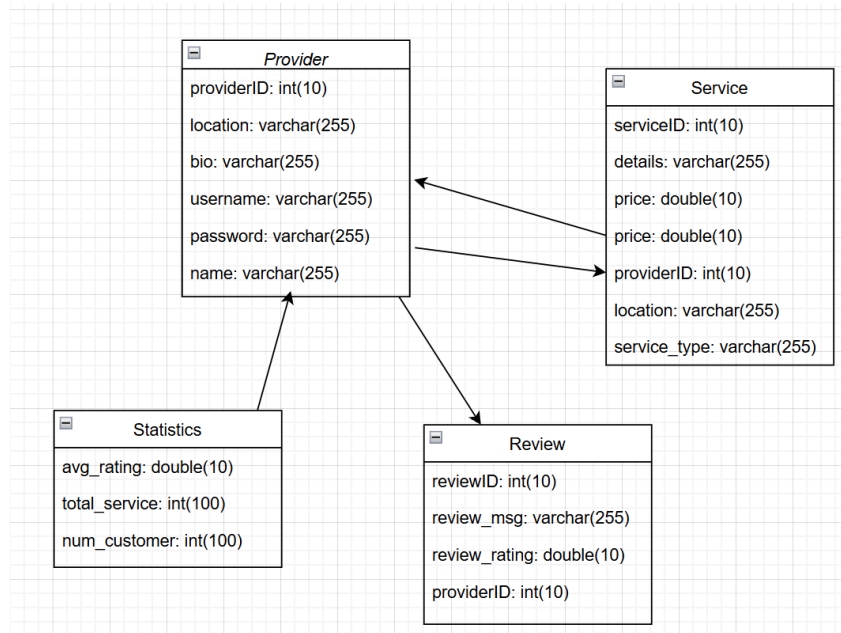 Provider
providerID: int(10)
location: varchar(255)
bio: varchar(255)
username: varchar(255)
password: varchar(255)
name: varchar(255)
Service
serviceID: int(10)
details: varchar(255)
price: double(10)
price: double(10)
providerID: int(10)
location: varchar(255)
service_type: varchar(255)
Statistics
avg_rating: double(10)
total_service: int(100)
num_customer: int(100)
Review
reviewID: int(10)
review_msg: varchar(255)
review_rating: double(10)
providerID: int(10)